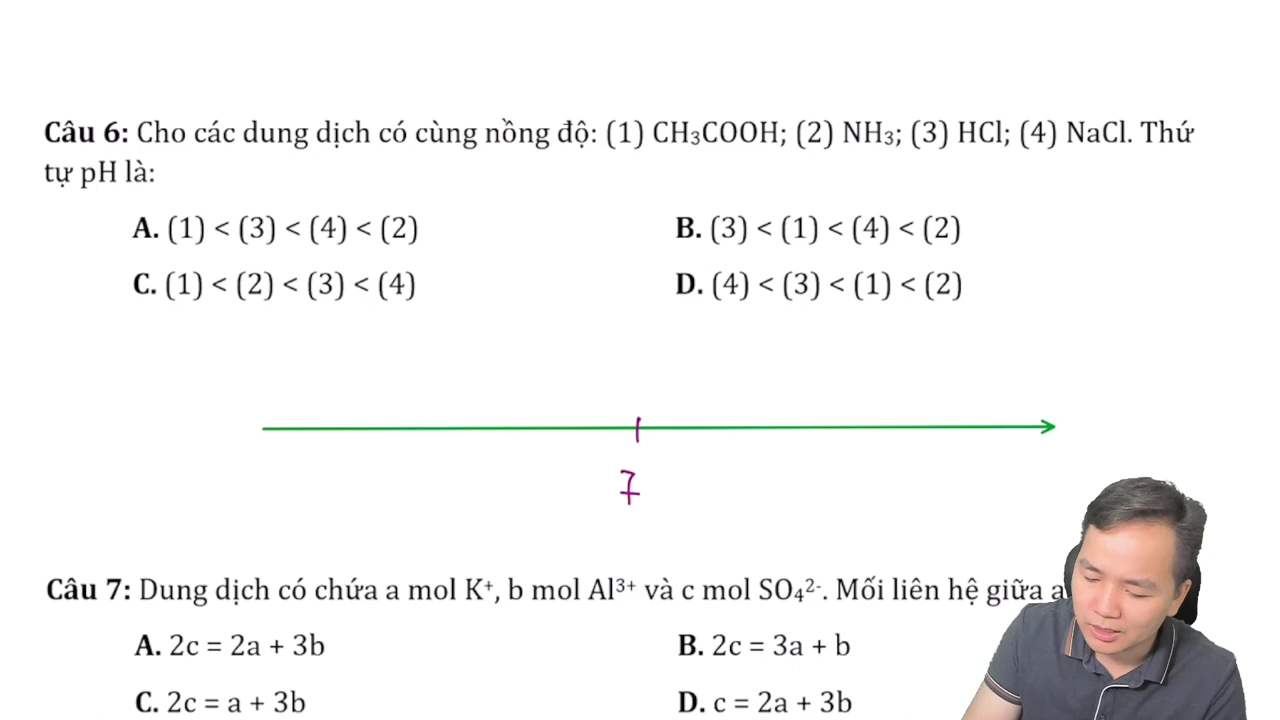 Câu 6: Cho các dung dịch có cùng nồng độ: (1) CH₃COOH; (2) NH₃; (3) HCl; (4) NaCl. Thứ
tự pH là:
A. (1) < (3) < (4) < (2)
B. (3) < (1) < (4) < (2)
C. (1) < (2) < (3) < (4)
D. (4) < (3) < (1) < (2)
7
Câu 7: Dung dịch có chứa a mol K⁺, b mol Al³⁺ và c mol SO₄²⁻. Mối liên hệ giữa a
A. 2c = 2a + 3b
B. 2c = 3a + b
C. 2c = a + 3b
D. c = 2a + 3b